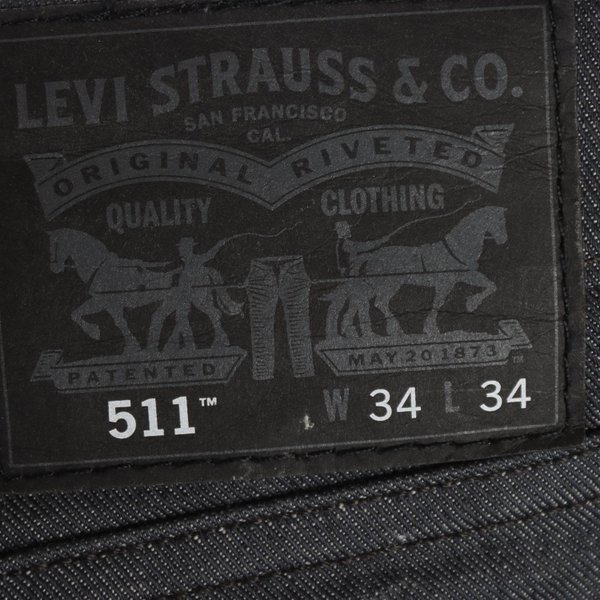 LEVI STRAUSS & CO.
SAN FRANCISCO
CAL.
ORIGINAL RIVETED
QUALITY CLOTHING
PATENTED MAY 20 1873
511™ W 34 L 34